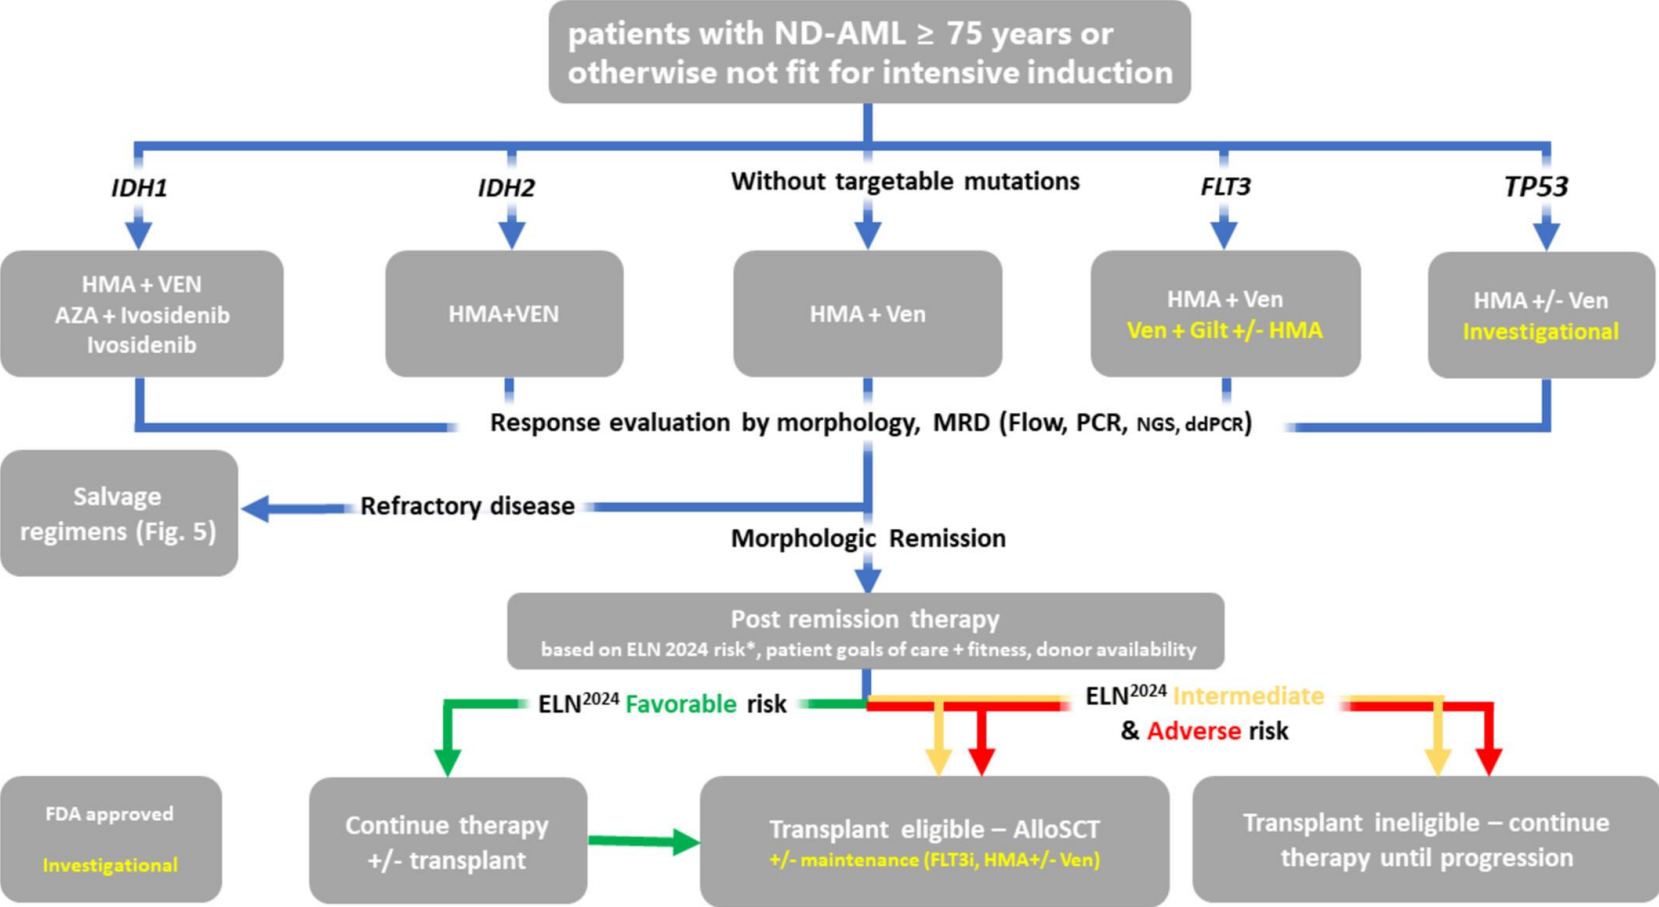 patients with ND-AML ≥ 75 years or
otherwise not fit for intensive induction
IDH1
IDH2
Without targetable mutations
FLT3
TP53
HMA + VEN
AZA + Ivosidenib
Ivosidenib
HMA+VEN
HMA + Ven
HMA + Ven
Ven + Gilt +/- HMA
HMA +/- Ven
Investigational
Response evaluation by morphology, MRD (Flow, PCR, NGS, ddPCR)
Salvage
regimens (Fig. 5)
Refractory disease
Morphologic Remission
Post remission therapy
based on ELN 2024 risk*, patient goals of care + fitness, donor availability
ELN2024 Favorable risk
ELN2024 Intermediate
& Adverse risk
FDA approved
Investigational
Continue therapy
+/- transplant
Transplant eligible – AlloSCT
+/- maintenance (FLT3i, HMA+/- Ven)
Transplant ineligible – continue
therapy until progression